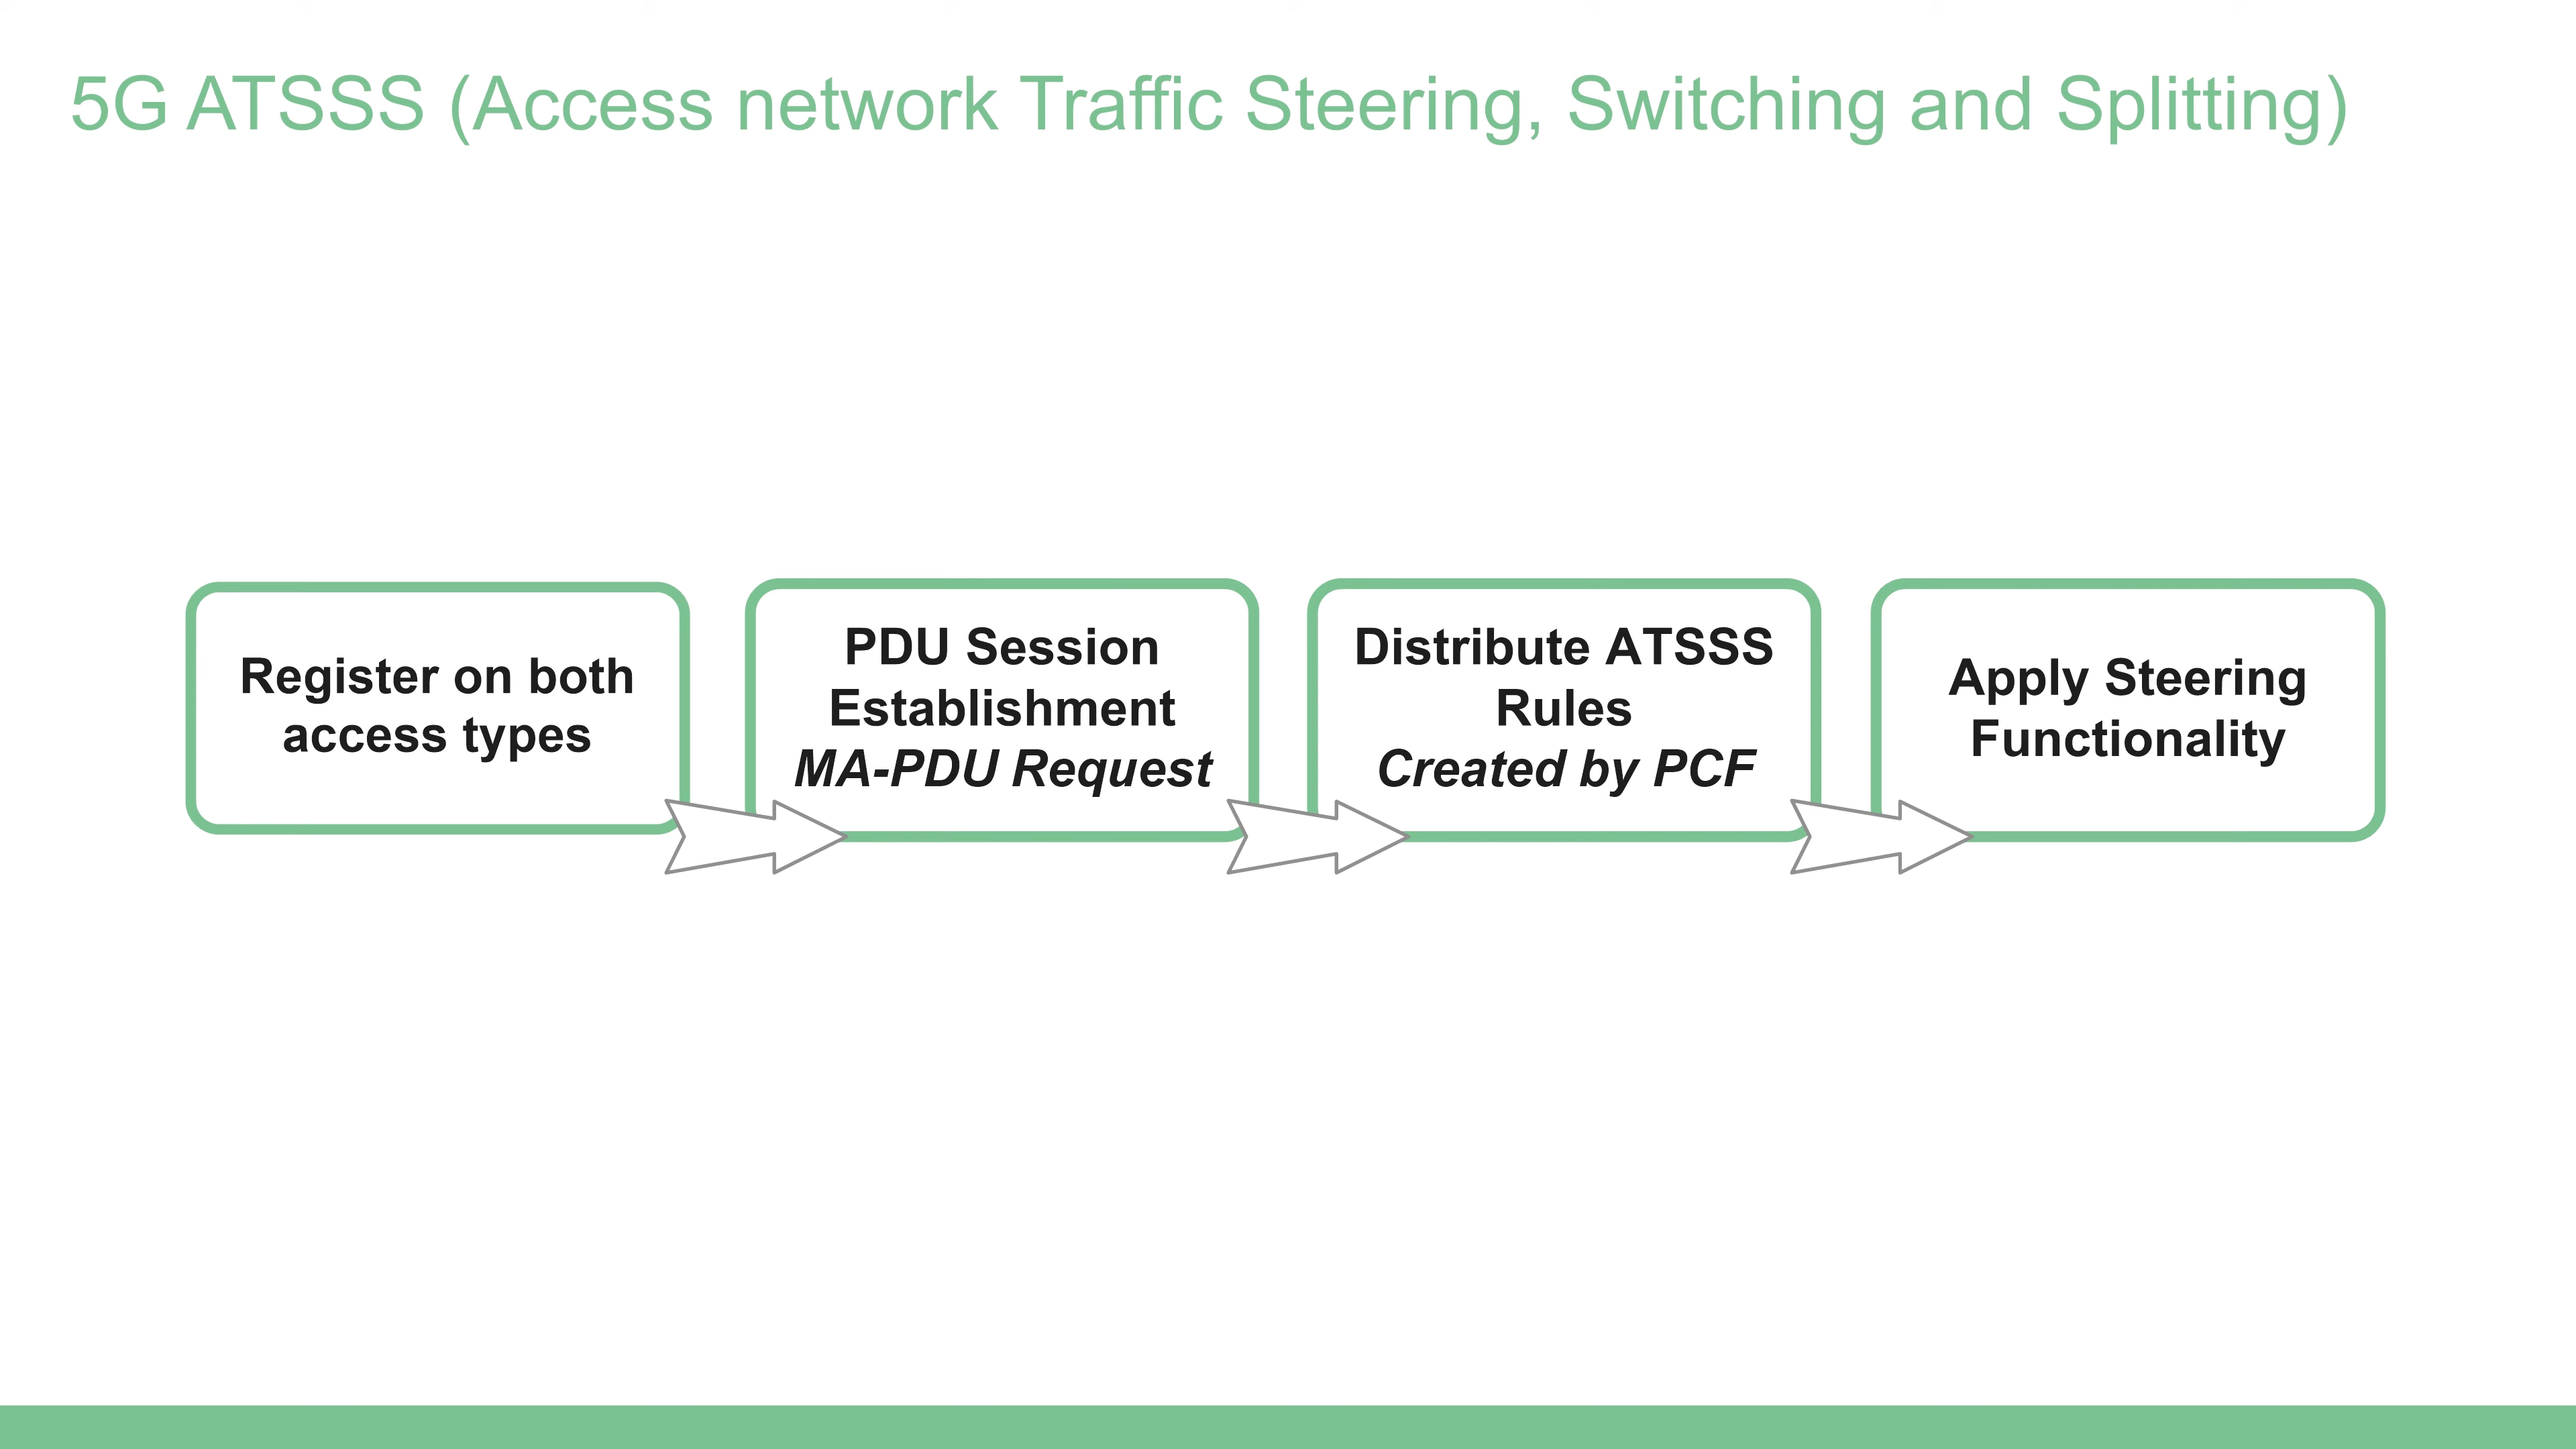 5G ATSSS (Access network Traffic Steering, Switching and Splitting)
Register on both
access types
PDU Session
Establishment
MA-PDU Request
Distribute ATSSS
Rules
Created by PCF
Apply Steering
Functionality